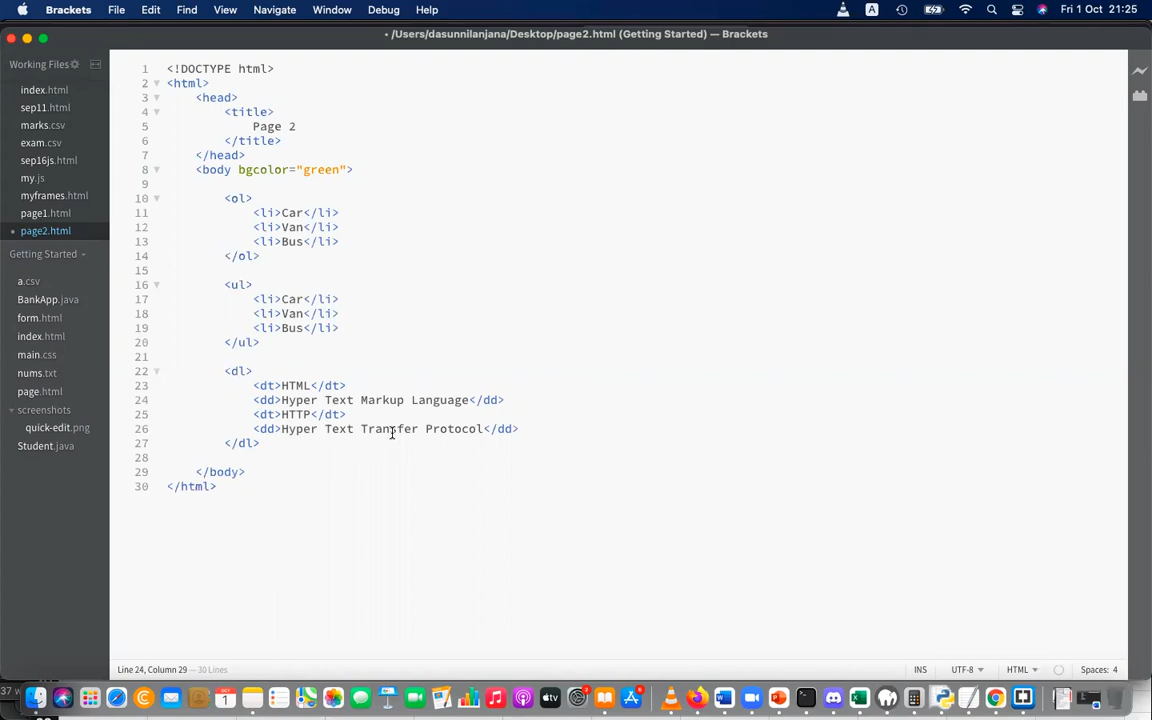 Brackets File Edit Find View Navigate Window Debug Help A Fri 1 Oct 21:25
• /Users/dasunnilanjana/Desktop/page2.html (Getting Started) — Brackets
Working Files
index.html
sep11.html
marks.csv
exam.csv
sep16js.html
my.js
myframes.html
page1.html
page2.html
Getting Started
a.csv
BankApp.java
form.html
index.html
main.css
nums.txt
page.html
screenshots
quick-edit.png
Student.java
1 <!DOCTYPE html>
2 <html>
3 <head>
4 <title>
5 Page 2
6 </title>
7 </head>
8 <body bgcolor="green">
9
10 <ol>
11 <li>Car</li>
12 <li>Van</li>
13 <li>Bus</li>
14 </ol>
15
16 <ul>
17 <li>Car</li>
18 <li>Van</li>
19 <li>Bus</li>
20 </ul>
21
22 <dl>
23 <dt>HTML</dt>
24 <dd>Hyper Text Markup Language</dd>
25 <dt>HTTP</dt>
26 <dd>Hyper Text Transfer Protocol</dd>
27 </dl>
28
29 </body>
30 </html>
Line 24, Column 29 — 30 Lines INS UTF-8 HTML Spaces: 4
37 w